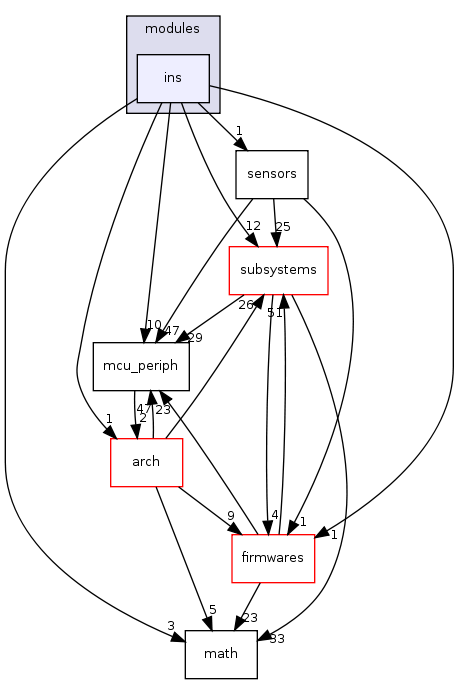 modules
ins
1
sensors
12
25
subsystems
26
51
10
47
29
mcu_periph
47
23
2
1
arch
9
4
1
1
firmwares
5
23
3
33
math